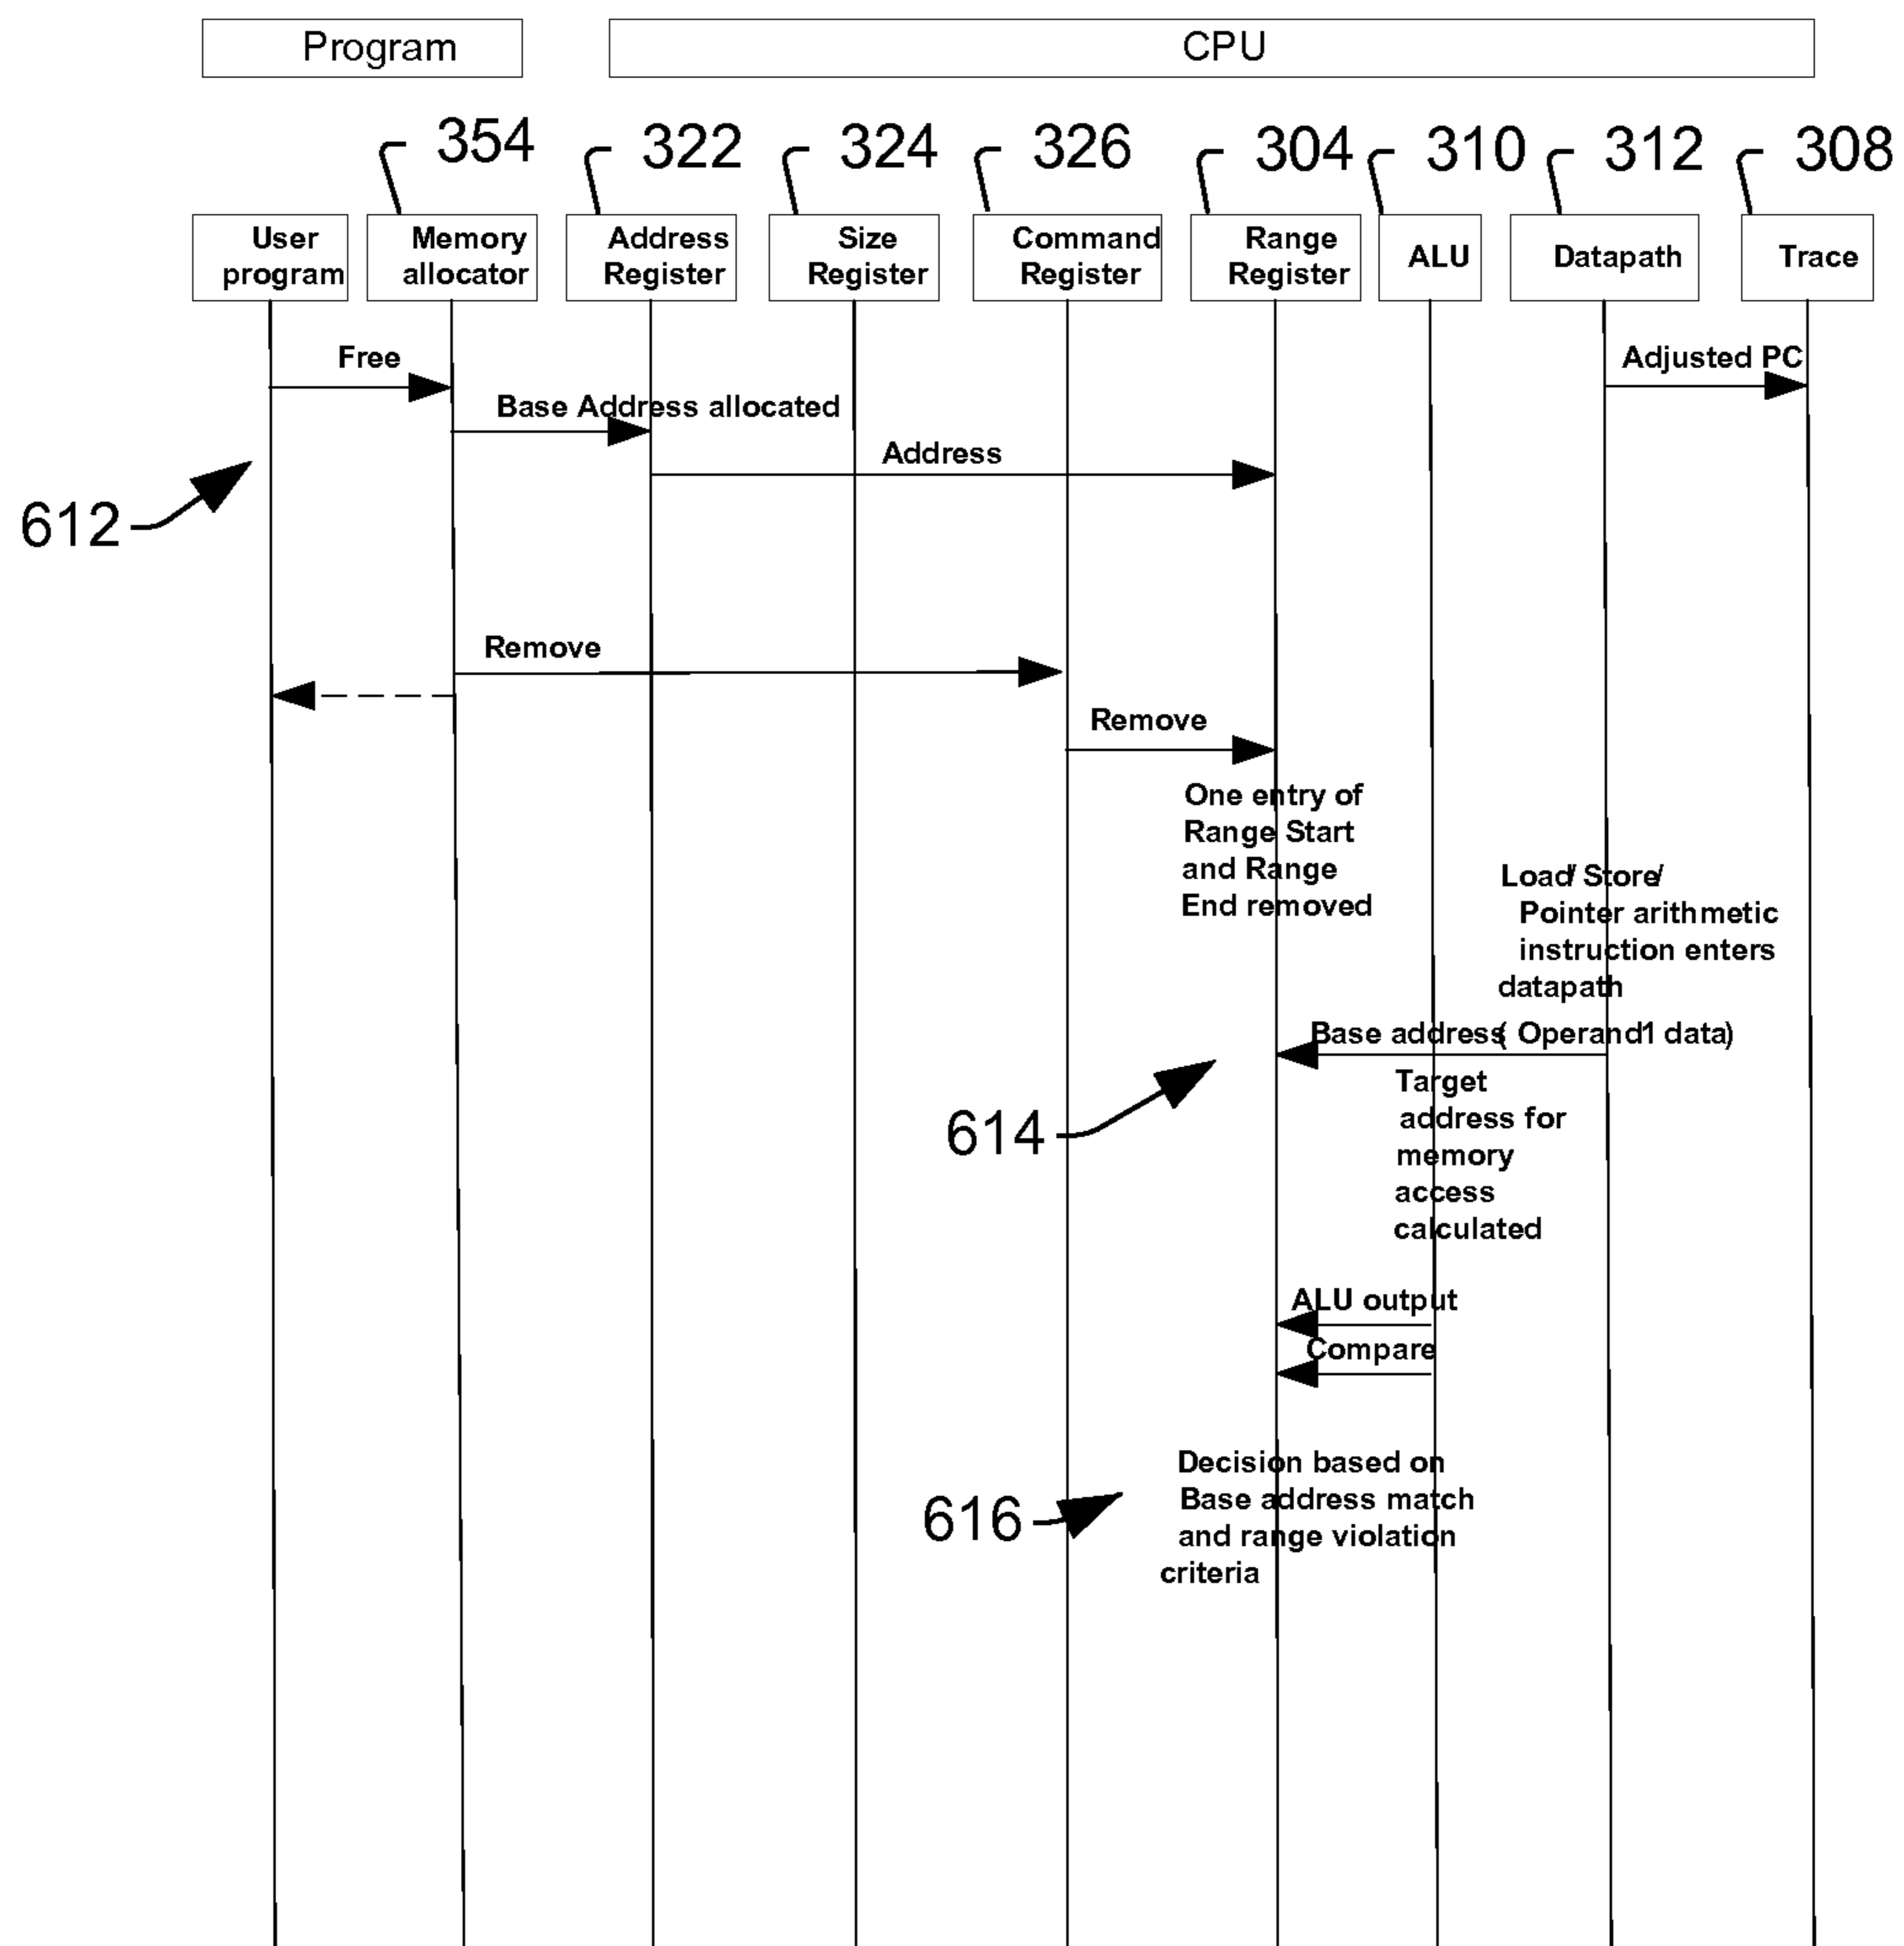 Program
CPU
354
322
324
326
304
310
312
308
User
program
Memory
allocator
Address
Register
Size
Register
Command
Register
Range
Register
ALU
Datapath
Trace
Free
Adjusted PC
Base Address allocated
Address
612
Remove
Remove
One entry of
Range Start
and Range
End removed
Load/ Store/
Pointer arithmetic
instruction enters
datapath
Base address( Operand1 data)
614
Target
address for
memory
access
calculated
ALU output
Compare
616
Decision based on
Base address match
and range violation
criteria